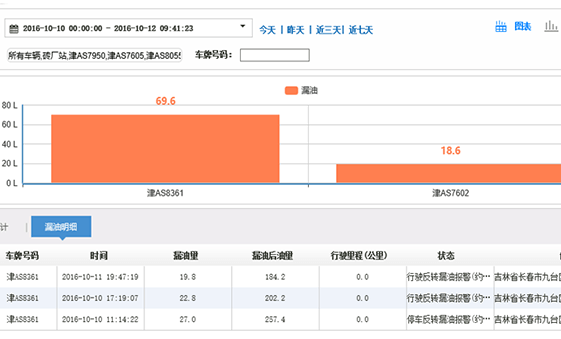 2016-10-10 00:00:00 - 2016-10-12 09:41:23
今天 | 昨天 | 近三天| 近七天
图表
所有车辆,砖厂站,津AS7950,津AS7605,津AS8055
车牌号码:
漏油
80 L
60 L
40 L
20 L
0 L
69.6
18.6
津AS8361
津AS7602
计 | 漏油明细
车牌号码 时间 漏油量 漏油后油量 行驶里程(公里) 状态
津AS8361 2016-10-11 19:47:19 19.8 184.2 0.0 行驶反转漏油报警(约… 吉林省长春市九台
津AS8361 2016-10-10 17:19:07 22.8 202.2 0.0 行驶反转漏油报警(约… 吉林省长春市九台
津AS8361 2016-10-10 11:14:22 27.0 257.4 0.0 停车反转漏油报警(约… 吉林省长春市九台